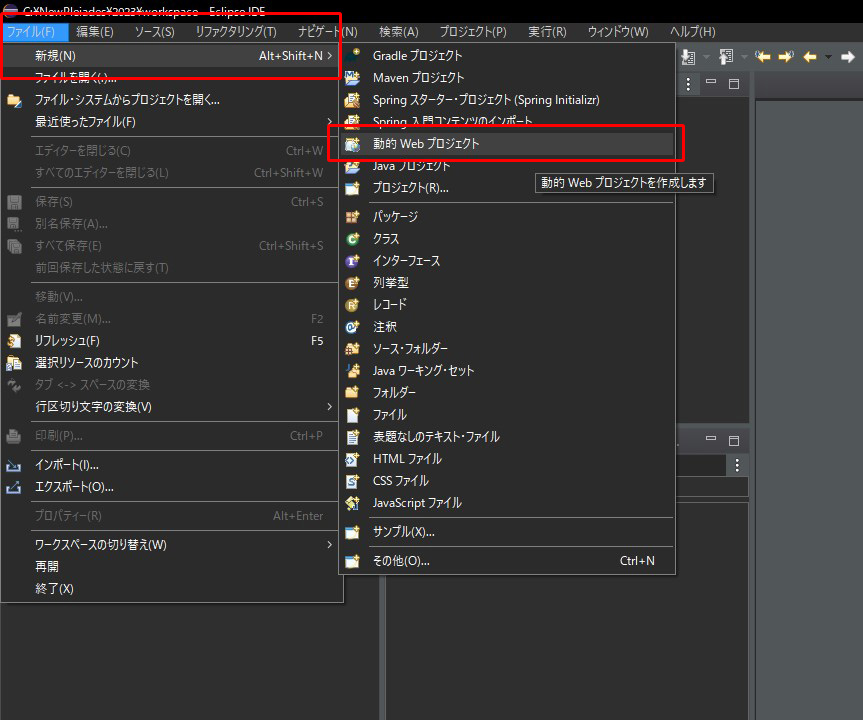 C:¥NewPleiades¥2023¥workspace - Eclipse IDE
ファイル(F) 編集(E) ソース(S) リファクタリング(T) ナビゲート(N) 検索(A) プロジェクト(P) 実行(R) ウィンドウ(W) ヘルプ(H)
新規(N) Alt+Shift+N >
ファイルを開く(.)...
ファイル・システムからプロジェクトを開く...
最近使ったファイル(F) >
エディターを閉じる(C) Ctrl+W
すべてのエディターを閉じる(L) Ctrl+Shift+W
保存(S) Ctrl+S
別名保存(A)...
すべて保存(E) Ctrl+Shift+S
前回保存した状態に戻す(T)
移動(V)...
名前変更(M)... F2
リフレッシュ(F) F5
選択リソースのカウント
タブ <-> スペースの変換
行区切り文字の変換(V) >
印刷(P)... Ctrl+P
インポート(I)...
エクスポート(O)...
プロパティー(R) Alt+Enter
ワークスペースの切り替え(W) >
再開
終了(X)
Gradle プロジェクト
Maven プロジェクト
Spring スターター・プロジェクト (Spring Initializr)
Spring 入門コンテンツのインポート
動的 Web プロジェクト
Java プロジェクト
プロジェクト(R)...
動的 Web プロジェクトを作成します
パッケージ
クラス
インターフェース
列挙型
レコード
注釈
ソース・フォルダー
Java ワーキング・セット
フォルダー
ファイル
表題なしのテキスト・ファイル
HTML ファイル
CSS ファイル
JavaScript ファイル
サンプル(X)...
その他(O)... Ctrl+N